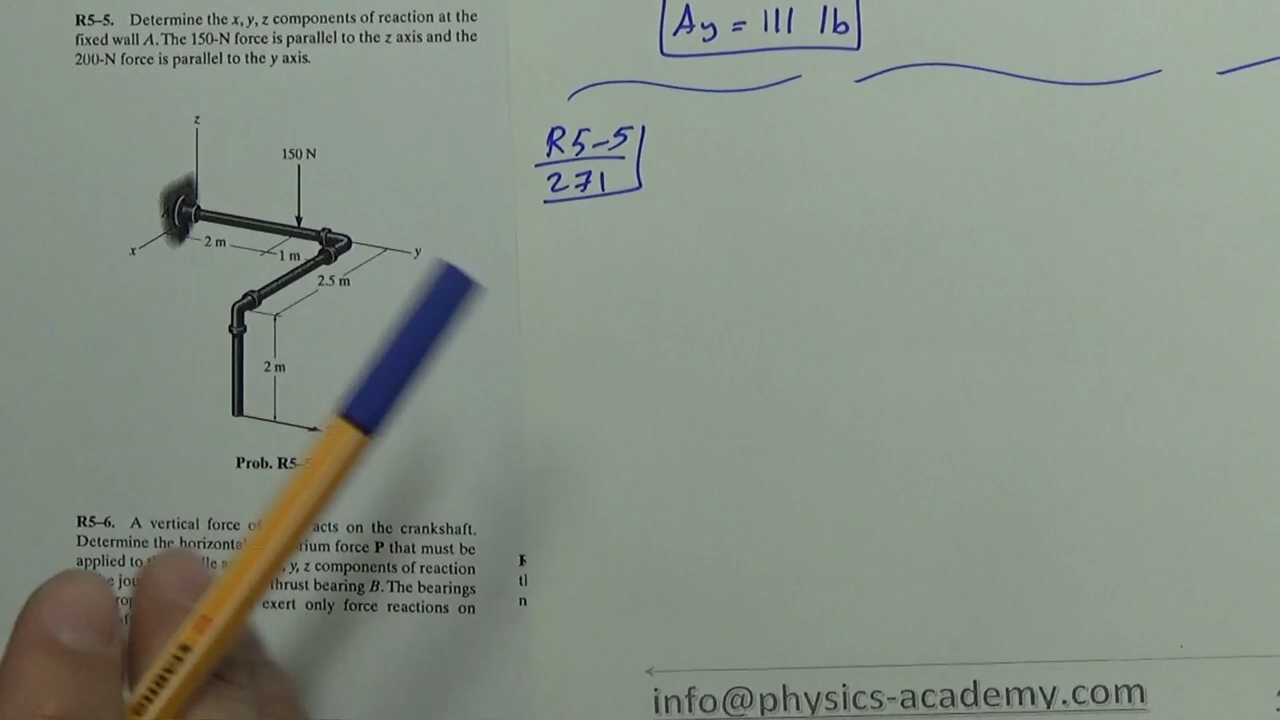 R5–5. Determine the x, y, z components of reaction at the
fixed wall A. The 150-N force is parallel to the z axis and the
200-N force is parallel to the y axis.
z
150 N
x
2 m
1 m
y
2.5 m
2 m
Prob. R5–
R5–6. A vertical force of acts on the crankshaft.
Determine the horizontal force P that must be
applied to y, z components of reaction
thrust bearing B. The bearings
exert only force reactions on
Ay = 111 lb
R5-5
271
info@physics-academy.com